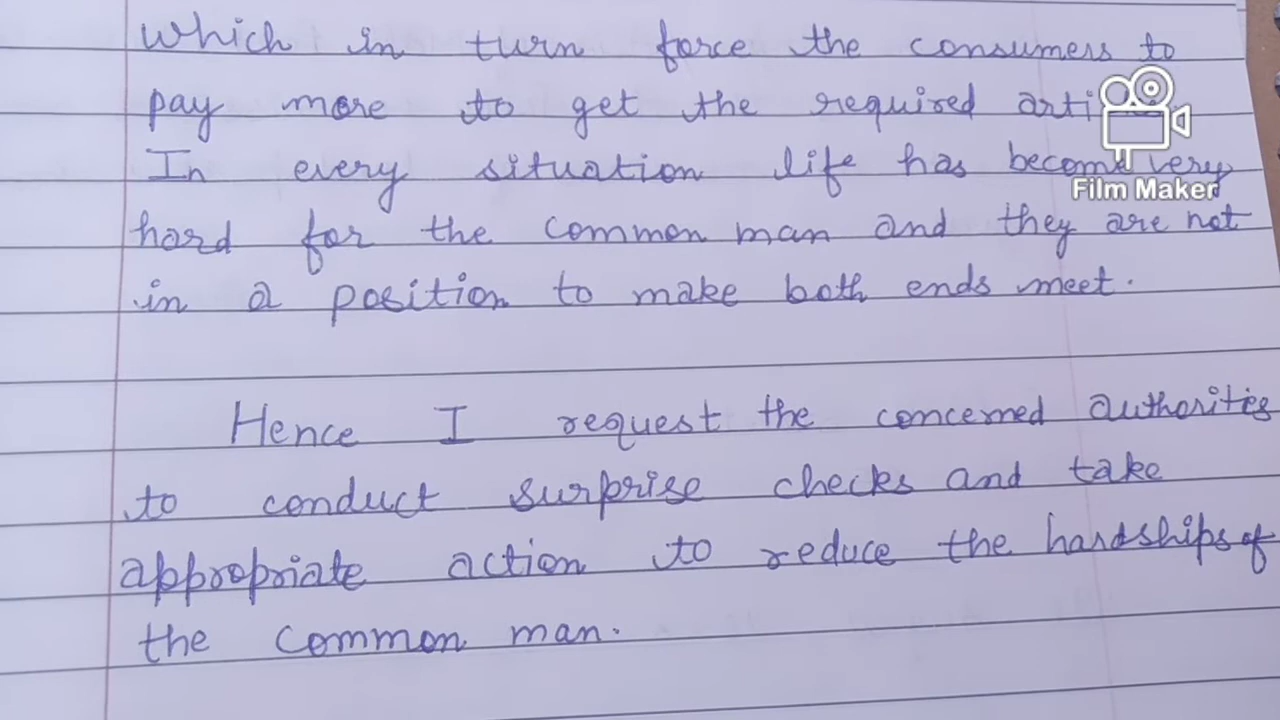 which in turn force the consumers to
pay more to get the required
In every situation life has become very
hard for the common man and they are not
in a position to make both ends meet.
Hence I request the concerned authorities
to conduct surprise checks and take
appropriate action to reduce the hardships of
the common man.
Film Maker